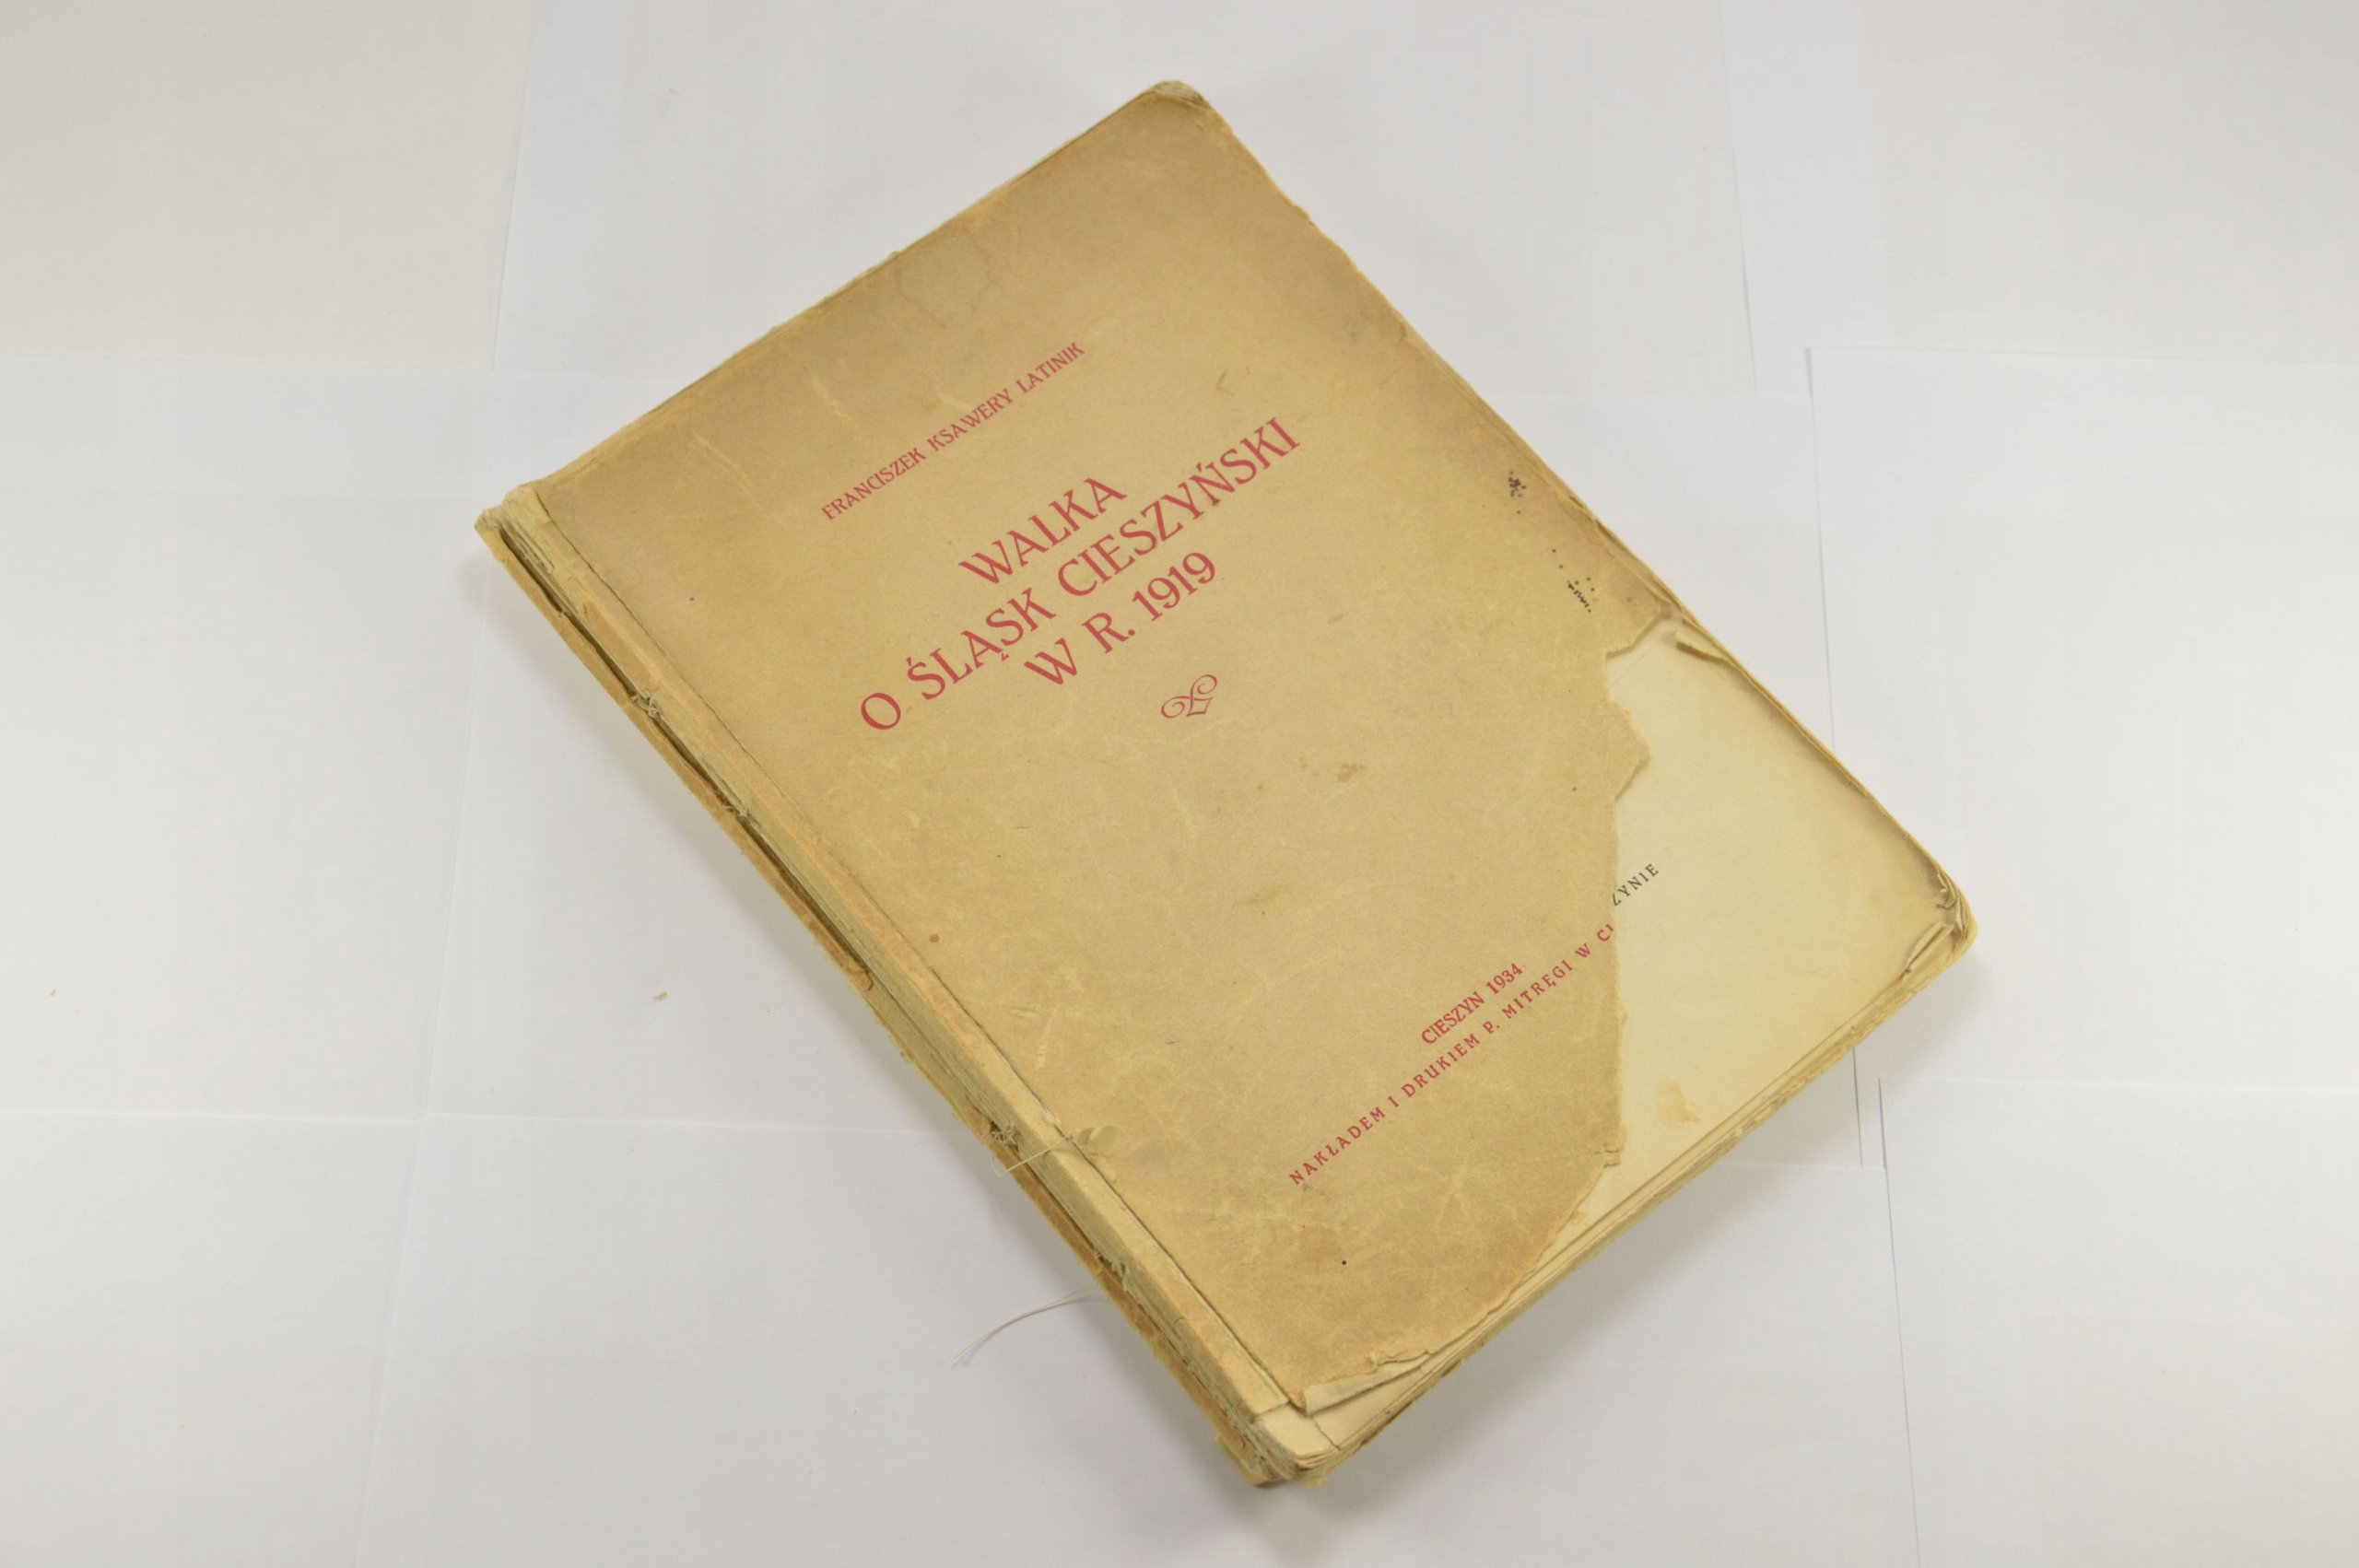 FRANCISZEK KSAWERY LATINIK
WALKA
O ŚLĄSK CIESZYŃSKI
W R. 1919
CIESZYN 1934
NAKŁADEM I DRUKIEM P. MITRĘGI W CI ZYNIE